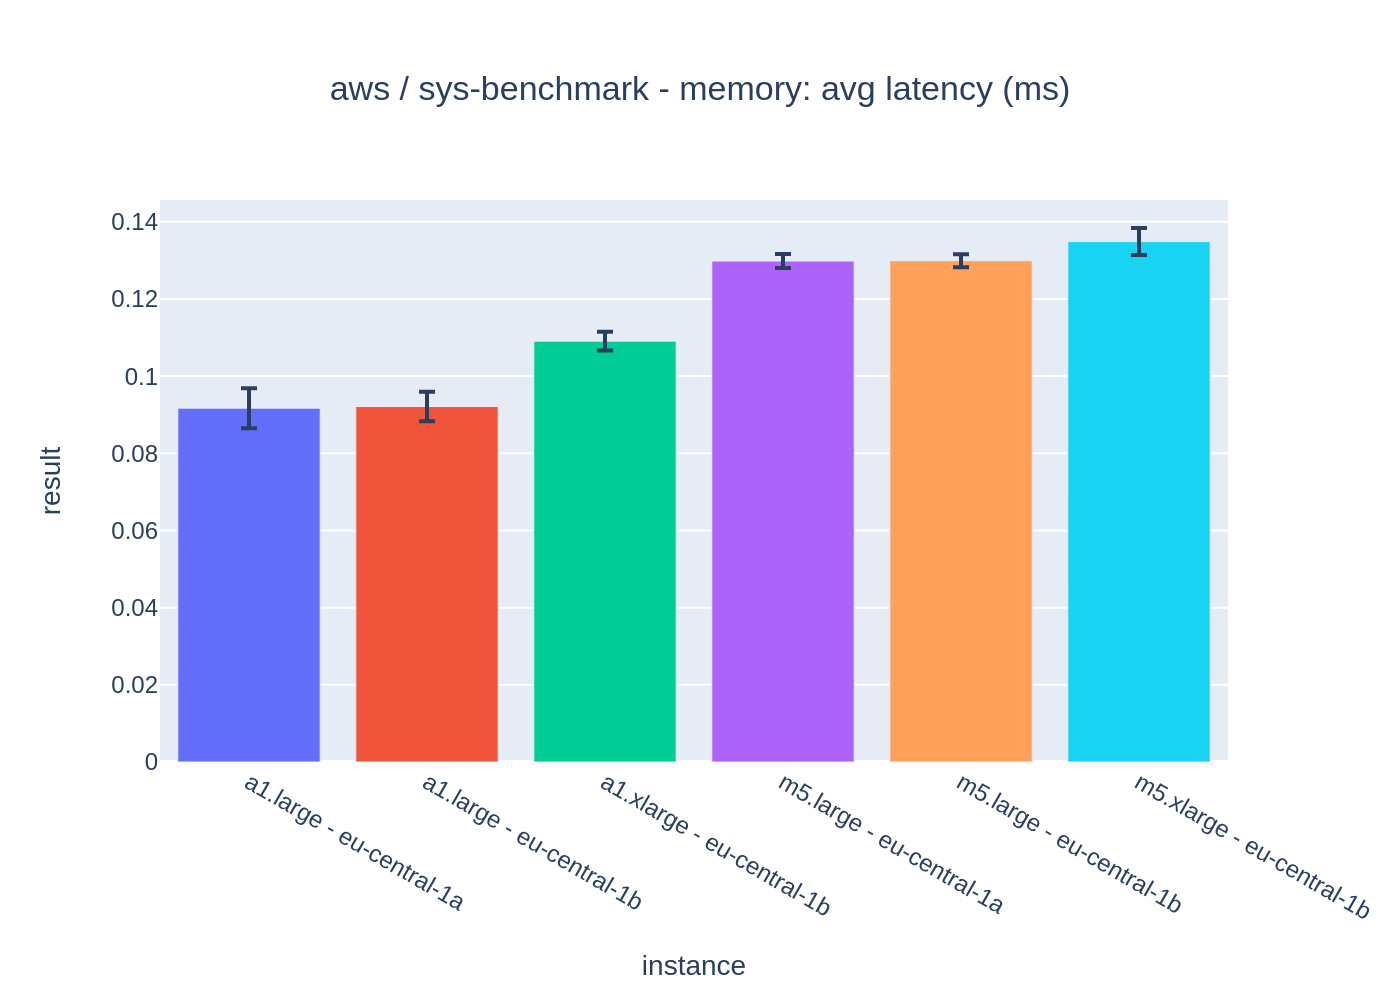 aws / sys-benchmark - memory: avg latency (ms)
0.14
0.12
0.1
0.08
0.06
0.04
0.02
0
result
a1.large - eu-central-1a
a1.large - eu-central-1b
a1.xlarge - eu-central-1b
m5.large - eu-central-1a
m5.large - eu-central-1b
m5.xlarge - eu-central-1b
instance